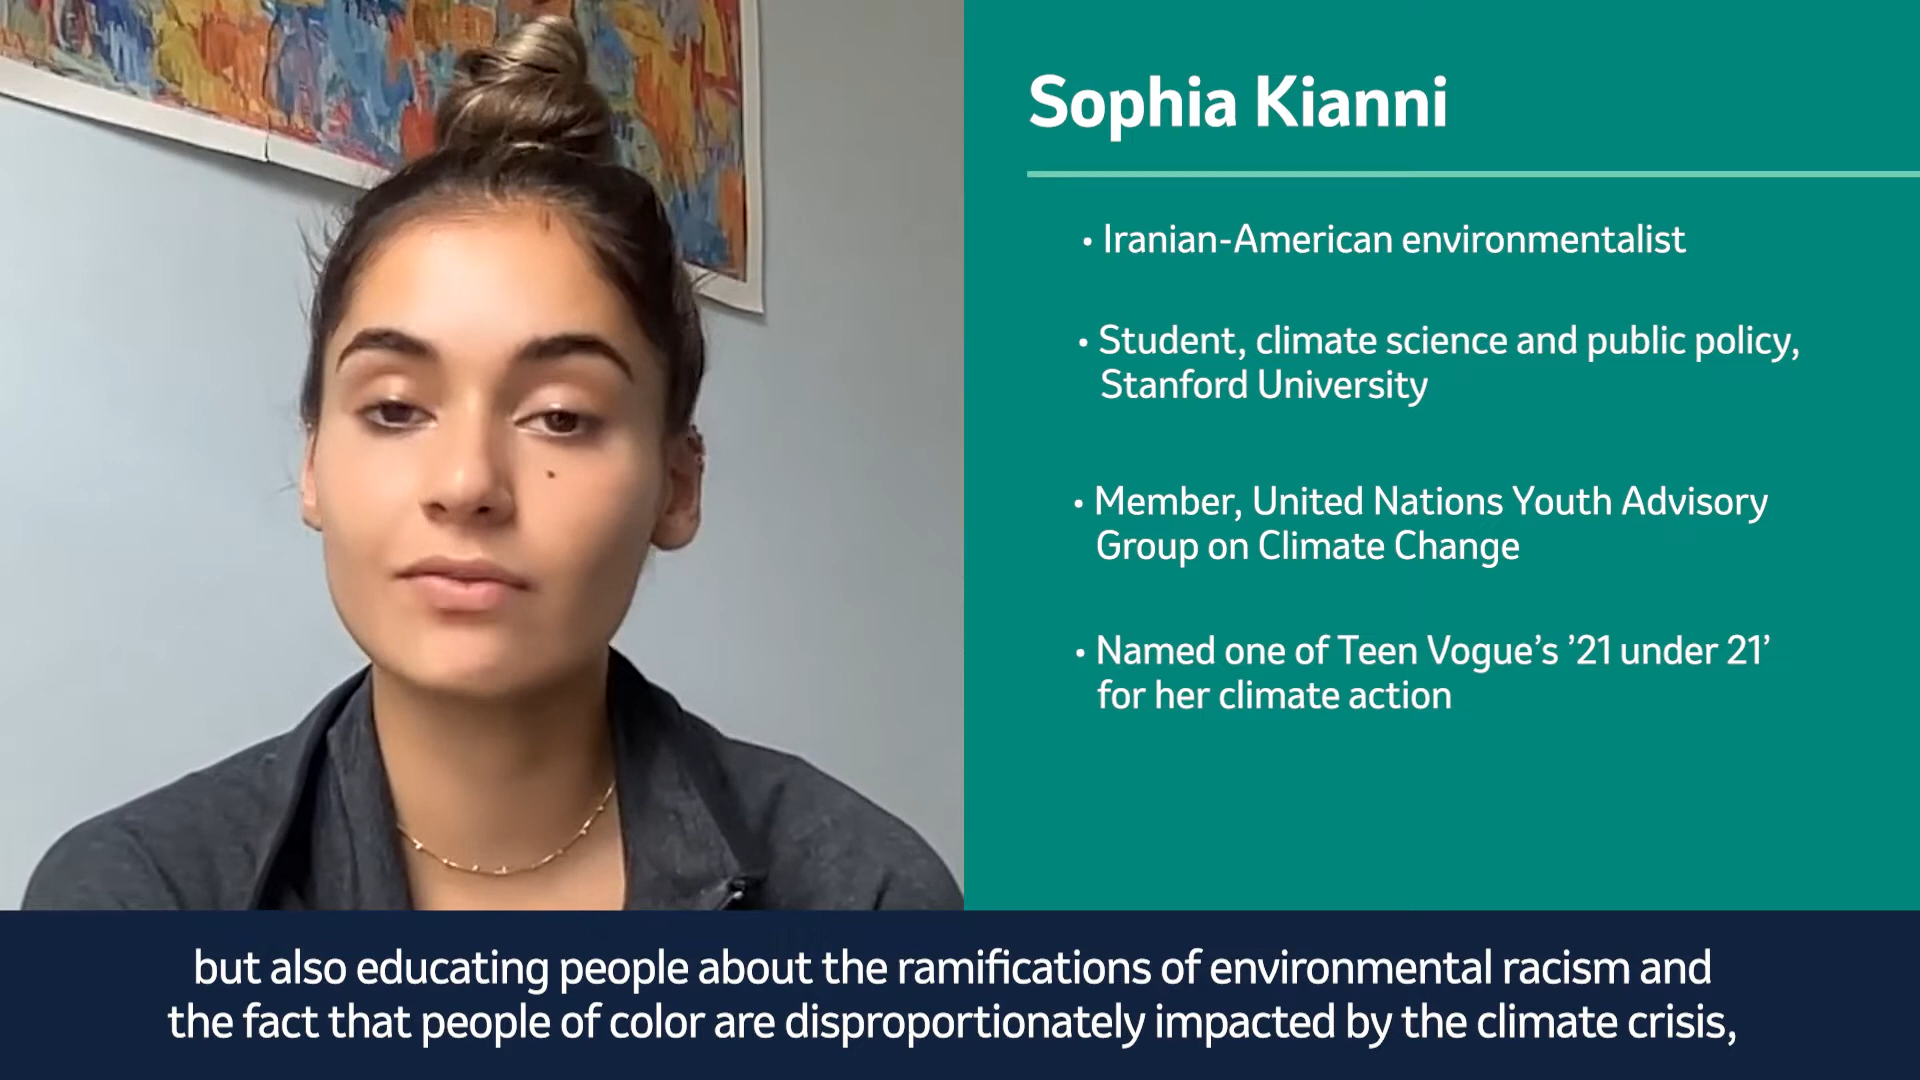 Sophia Kianni
• Iranian-American environmentalist
• Student, climate science and public policy,
Stanford University
• Member, United Nations Youth Advisory
Group on Climate Change
• Named one of Teen Vogue’s ’21 under 21’
for her climate action
but also educating people about the ramifications of environmental racism and
the fact that people of color are disproportionately impacted by the climate crisis,